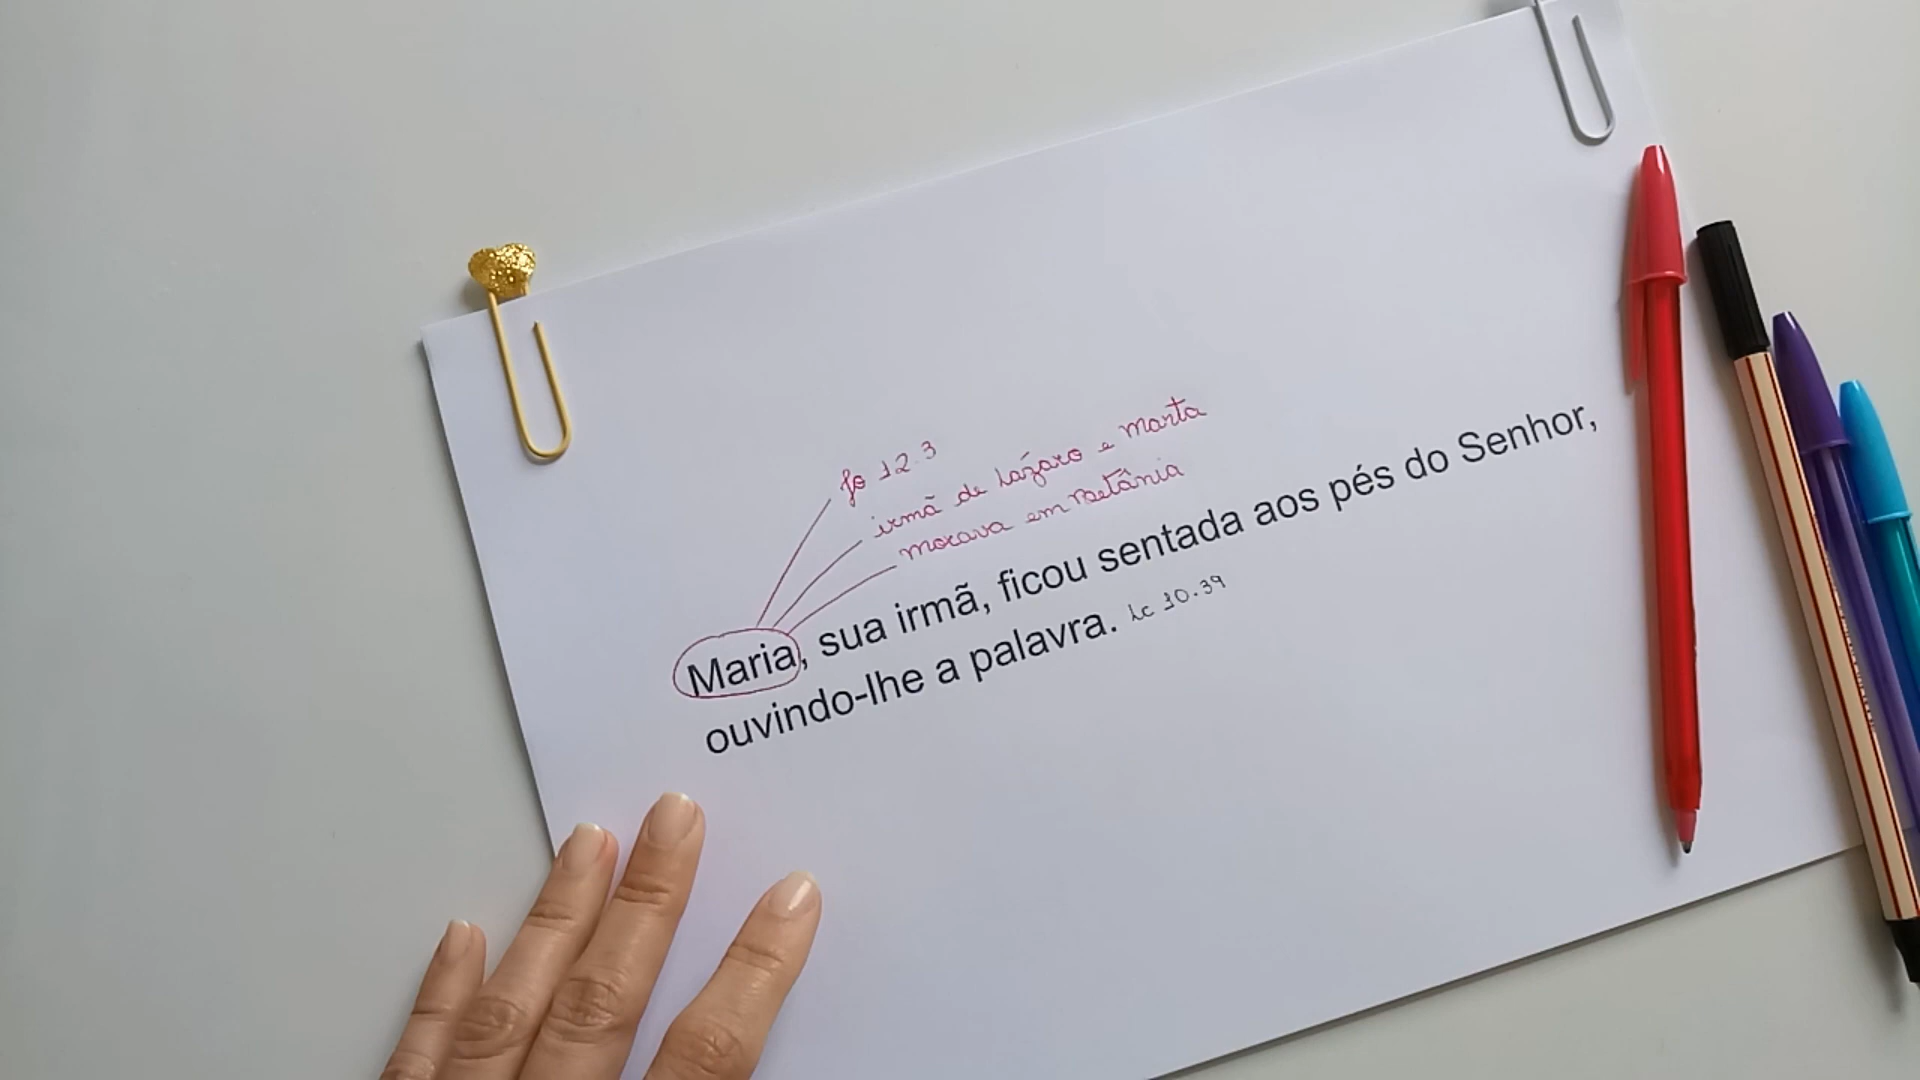 Jo 12.3
irmã de Lázaro e Marta
morava em Betânia
Maria, sua irmã, ficou sentada aos pés do Senhor,
ouvindo-lhe a palavra. Lc 10.39